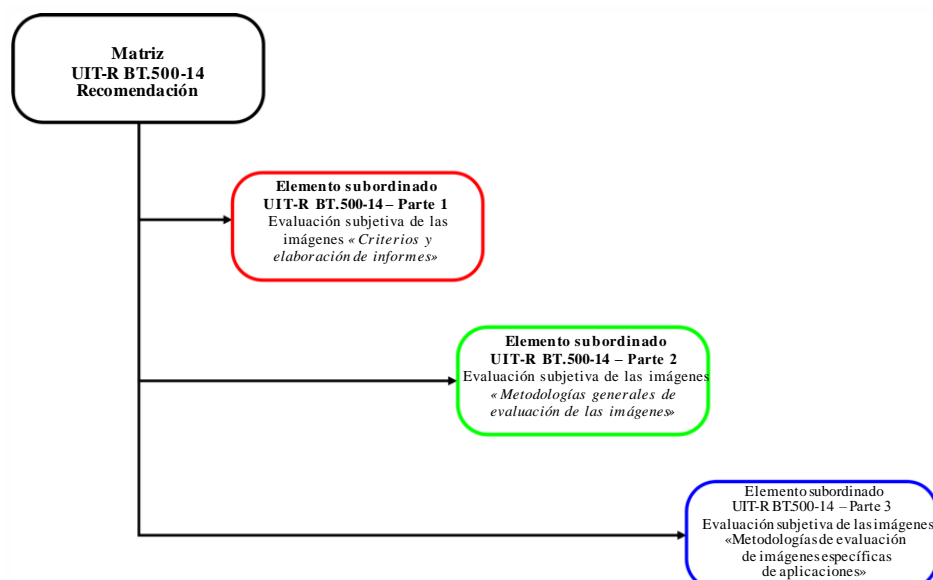 Matriz
UIT-R BT.500-14
Recomendación
Elemento subordinado
UIT-R BT.500-14 – Parte 1
Evaluación subjetiva de las
imágenes «Criterios y
elaboración de informes»
Elemento subordinado
UIT-R BT.500-14 – Parte 2
Evaluación subjetiva de las imágenes
«Metodologías generales de
evaluación de las imágenes»
Elemento subordinado
UIT-R BT.500-14 – Parte 3
Evaluación subjetiva de las imágenes
«Metodologías de evaluación
de imágenes específicas
de aplicaciones»